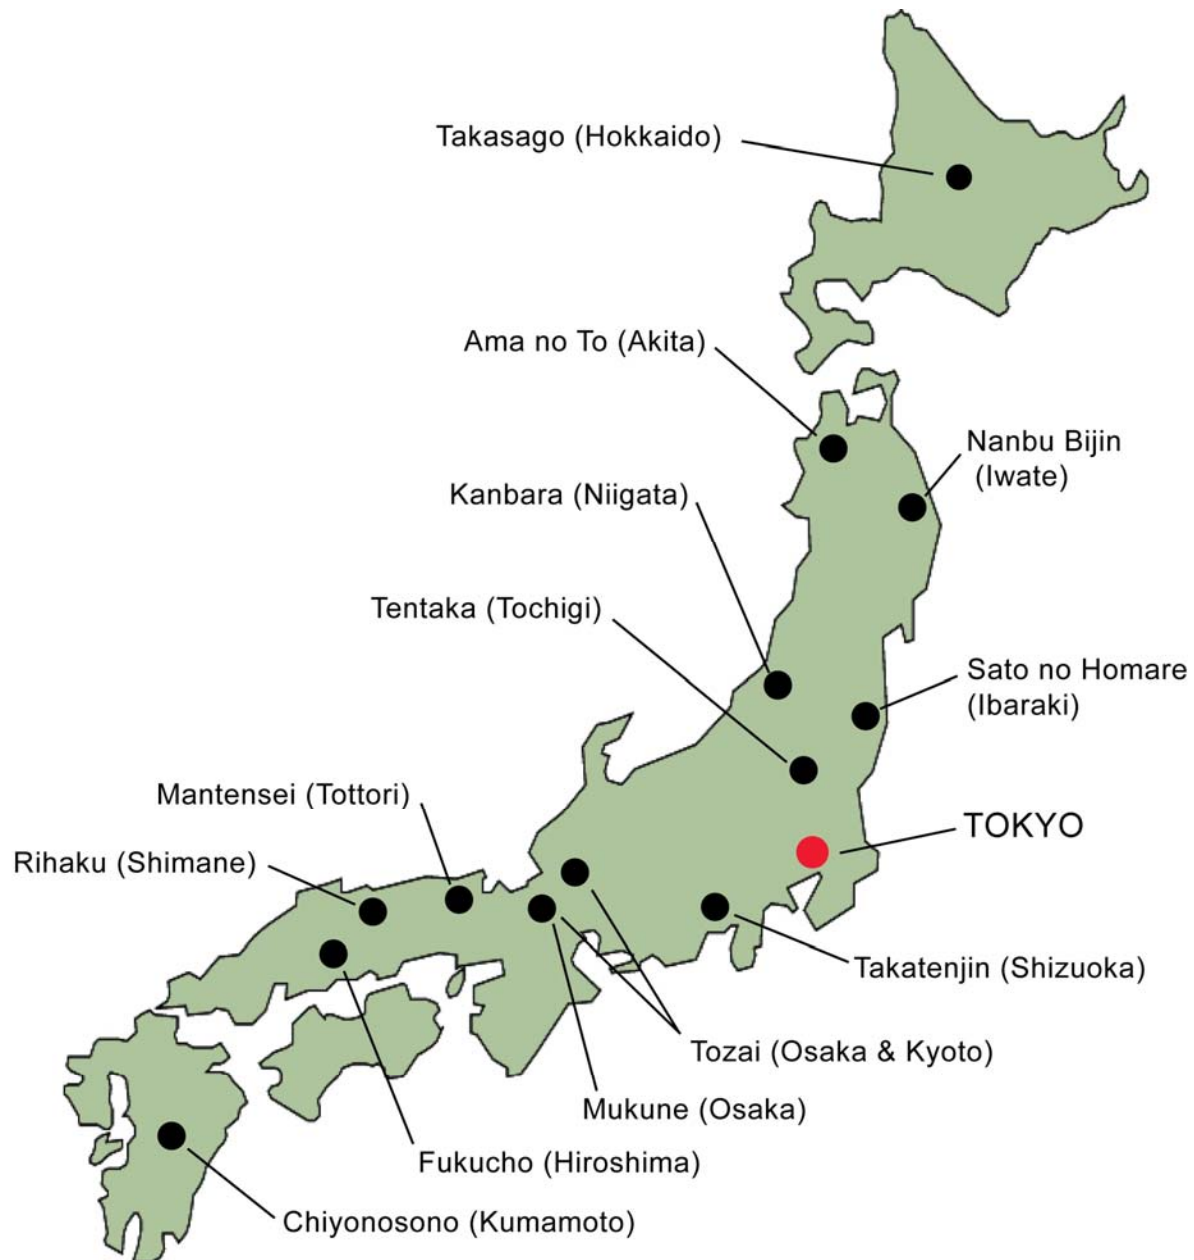 Takasago (Hokkaido)
Ama no To (Akita)
Nanbu Bijin
(Iwate)
Kanbara (Niigata)
Tentaka (Tochigi)
Sato no Homare
(Ibaraki)
Mantensei (Tottori)
TOKYO
Rihaku (Shimane)
Takatenjin (Shizuoka)
Tozai (Osaka & Kyoto)
Mukune (Osaka)
Fukucho (Hiroshima)
Chiyonosono (Kumamoto)